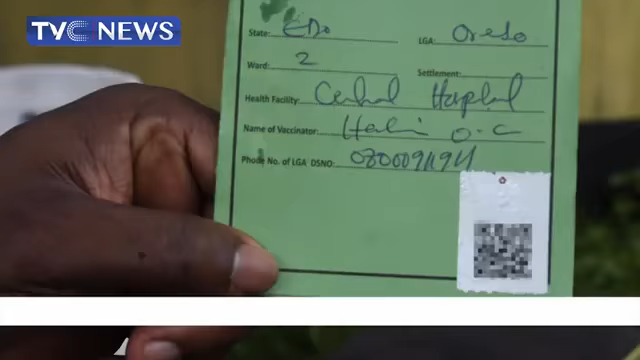 TVC NEWS
State: Edo LGA: Oredo
Ward: 2 Settlement:
Health Facility: Central Hospital
Name of Vaccinator: O.C
Phone No. of LGA DSNO: 08000911911